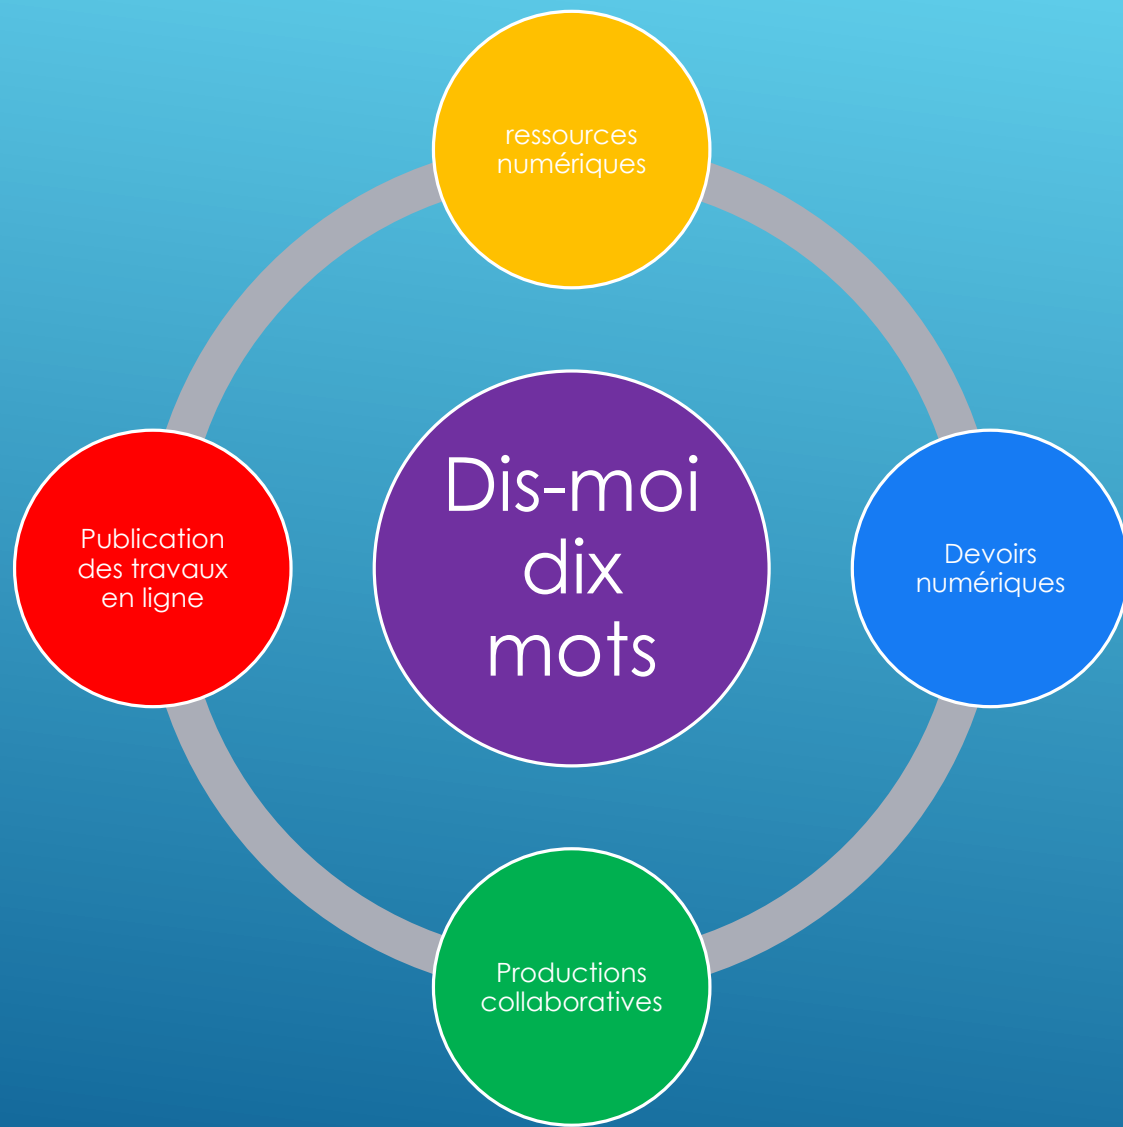 ressources
numériques
Dis-moi
dix
mots
Publication
des travaux
en ligne
Devoirs
numériques
Productions
collaboratives